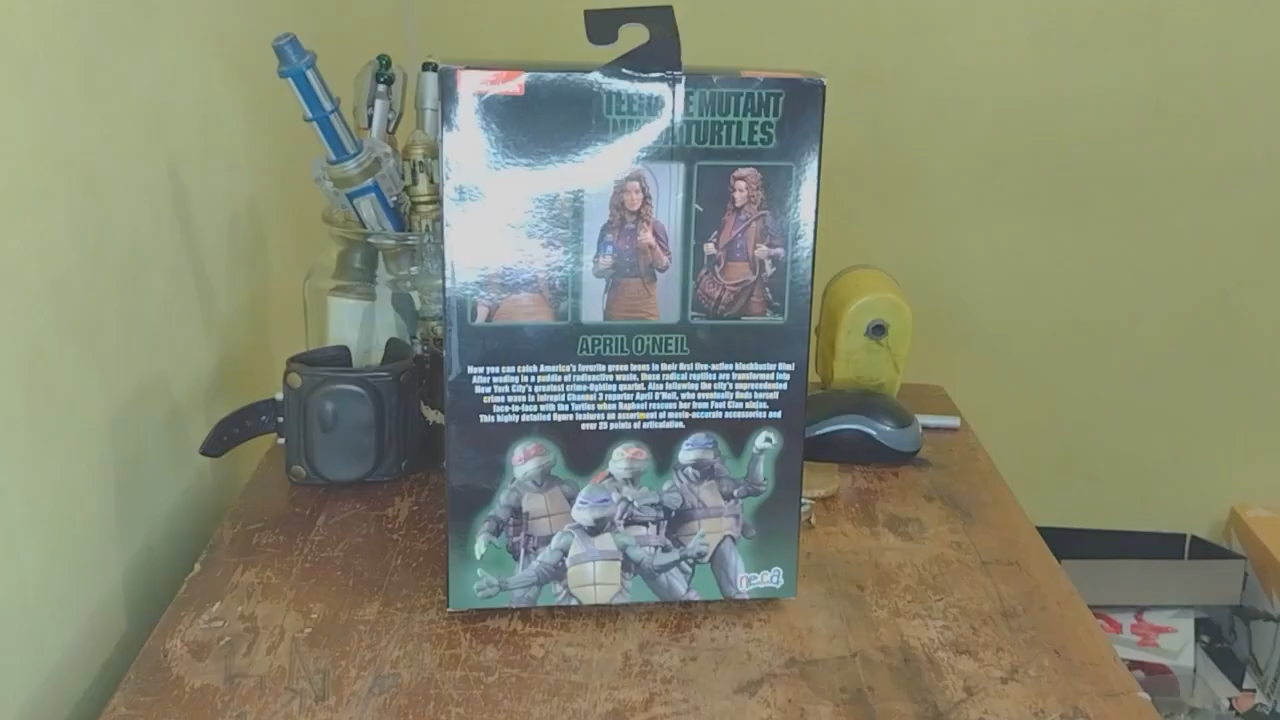 TEENAGE MUTANT
NINJA TURTLES
APRIL O'NEIL
Now you can catch America's favorite green teens in their first live-action blockbuster film!
After wading in a puddle of radioactive waste, these radical reptiles are transformed into
New York City's greatest crime-fighting quartet. Also following the city's unprecedented
crime wave is intrepid Channel 3 reporter April O'Neil, who eventually finds herself
face-to-face with the Turtles when Raphael rescues her from Foot Clan ninjas.
This highly detailed figure features an assortment of movie-accurate accessories and
over 25 points of articulation.
neca